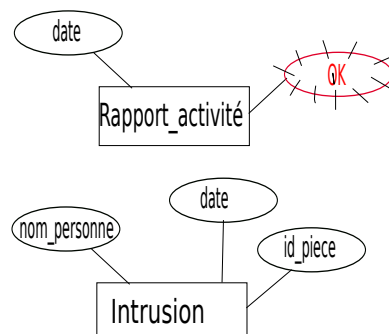 date
OK
Rapport_activité
date
nom_personne
id_piece
Intrusion